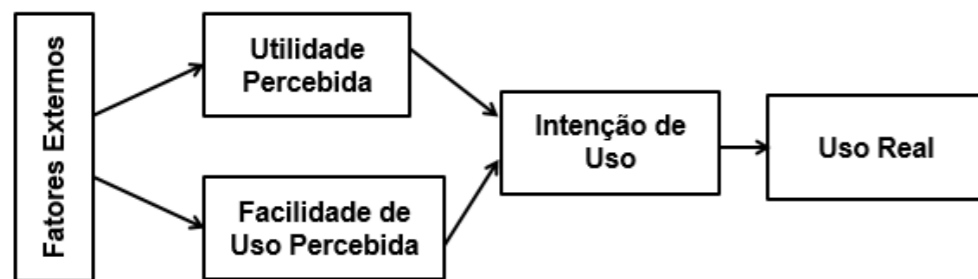 Fatores Externos
Utilidade
Percebida
Facilidade de
Uso Percebida
Intenção de
Uso
Uso Real